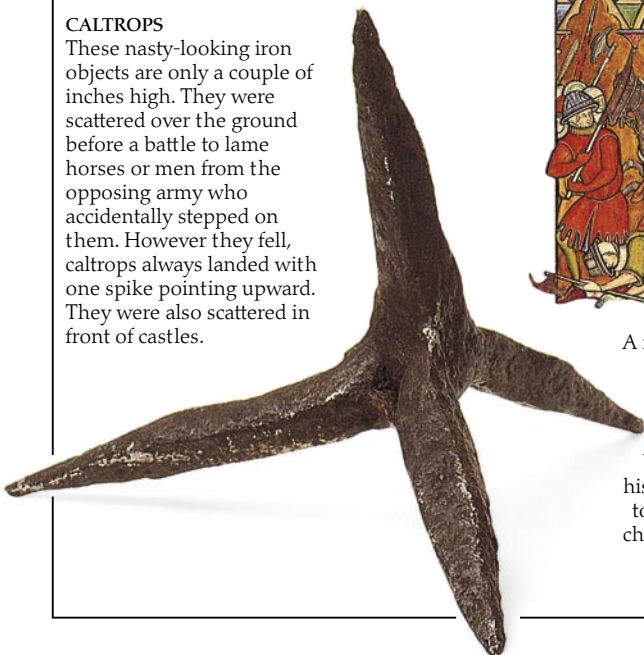 CALTROPS
These nasty-looking iron
objects are only a couple of
inches high. They were
scattered over the ground
before a battle to lame
horses or men from the
opposing army who
accidentally stepped on
them. However they fell,
caltrops always landed with
one spike pointing upward.
They were also scattered in
front of castles.
A
his